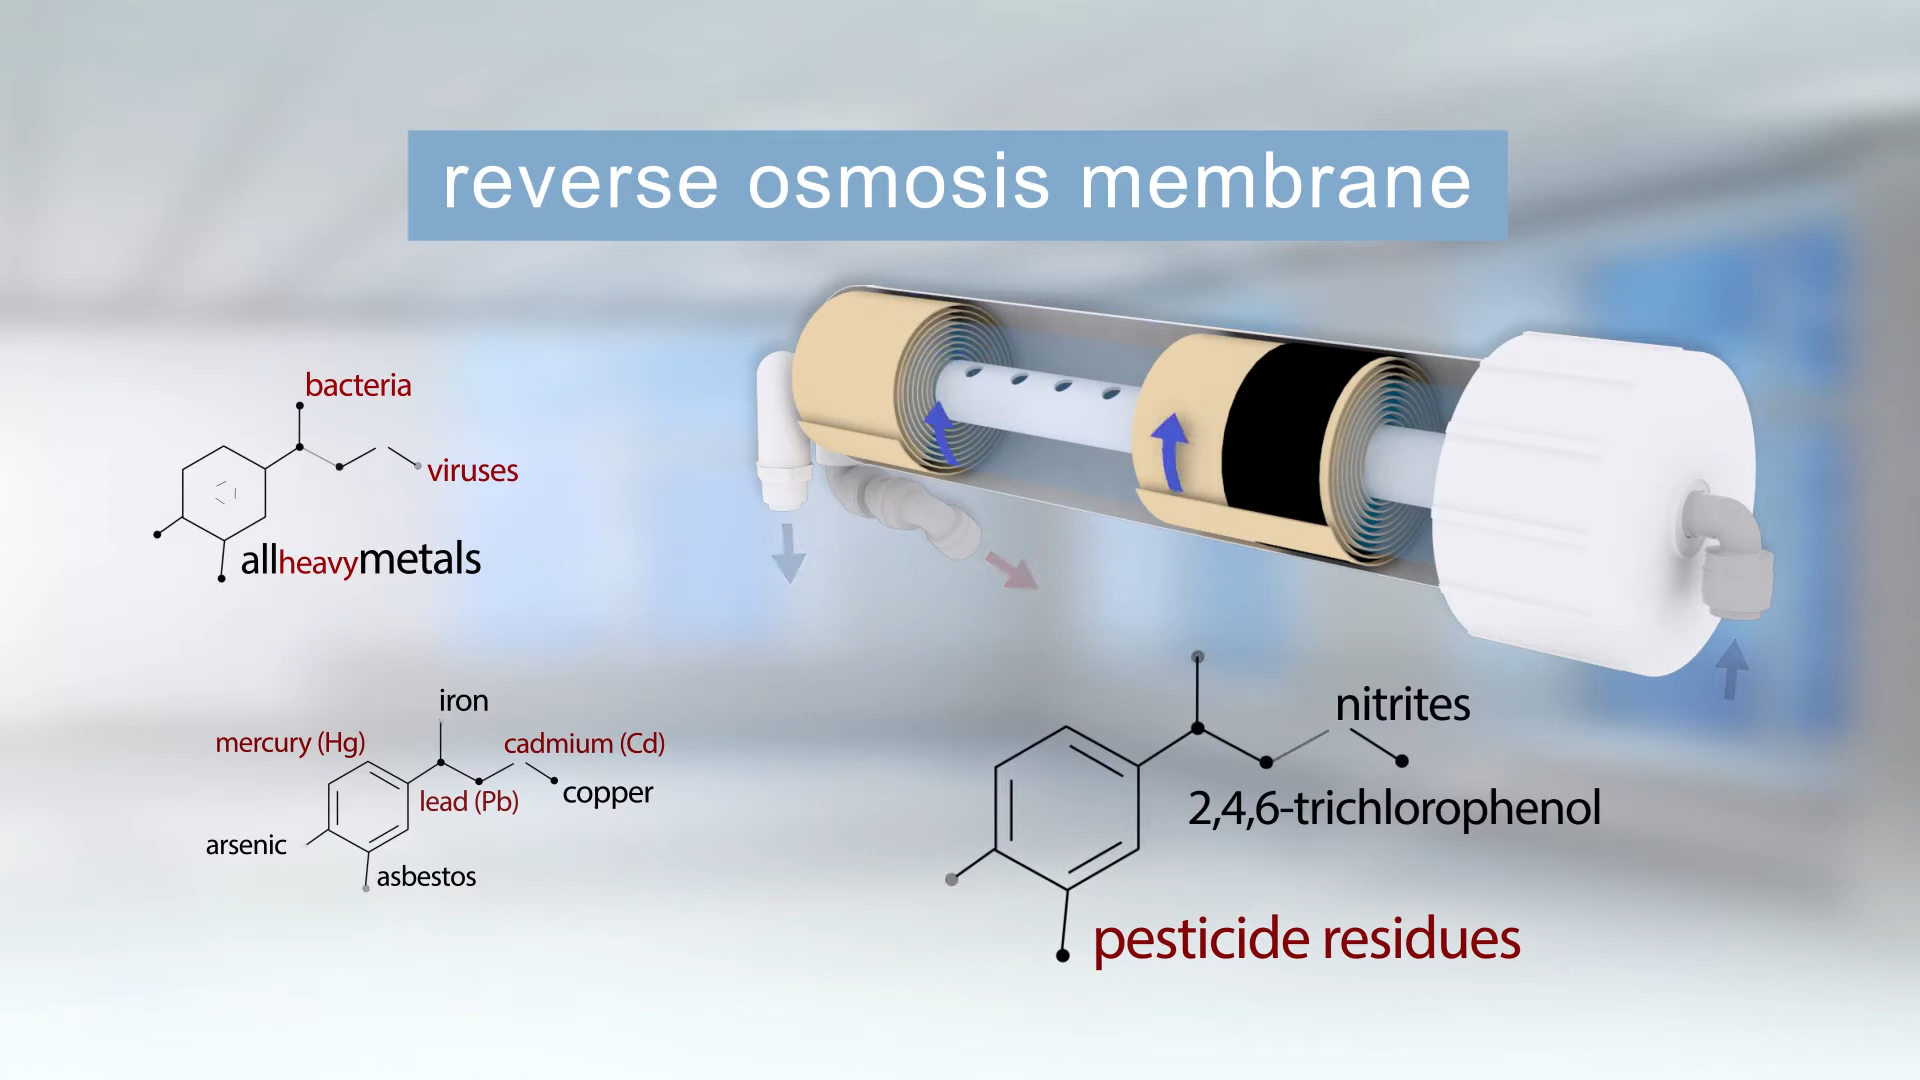 reverse osmosis membrane
bacteria
viruses
allheavymetals
iron
mercury (Hg)
cadmium (Cd)
lead (Pb)
copper
arsenic
asbestos
nitrites
2,4,6-trichlorophenol
pesticide residues